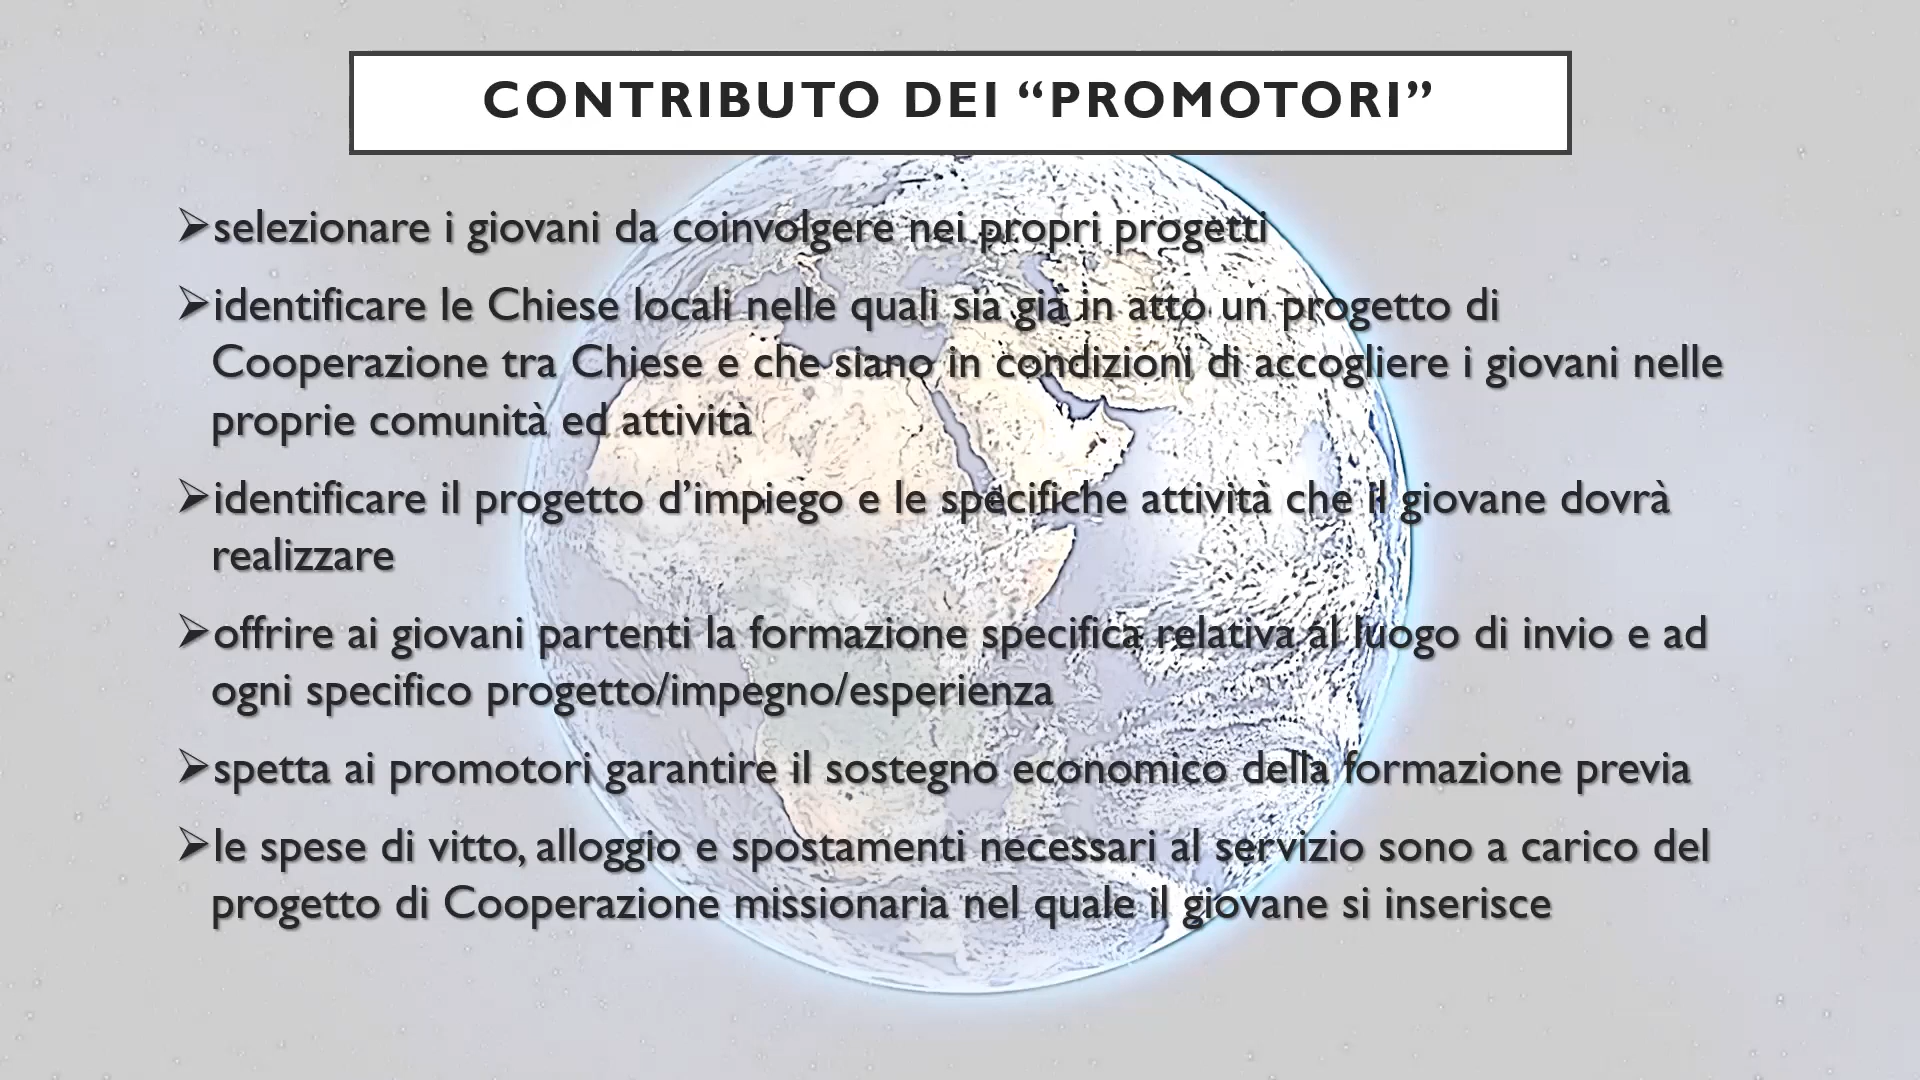 CONTRIBUTO DEI “PROMOTORI”
➢selezionare i giovani da coinvolgere nei propri progetti
➢identificare le Chiese locali nelle quali sia già in atto un progetto di
Cooperazione tra Chiese e che siano in condizioni di accogliere i giovani nelle
proprie comunità ed attività
➢identificare il progetto d’impiego e le specifiche attività che il giovane dovrà
realizzare
➢offrire ai giovani partenti la formazione specifica relativa al luogo di invio e ad
ogni specifico progetto/impegno/esperienza
➢spetta ai promotori garantire il sostegno economico della formazione previa
➢le spese di vitto, alloggio e spostamenti necessari al servizio sono a carico del
progetto di Cooperazione missionaria nel quale il giovane si inserisce